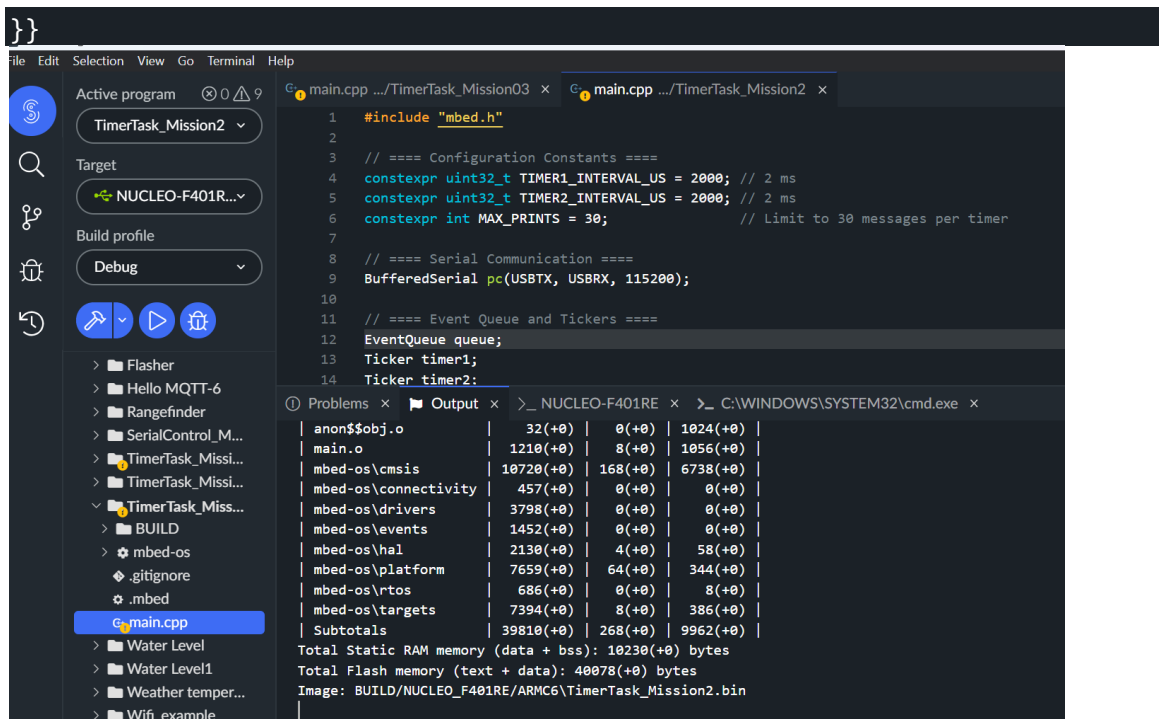 }}
File Edit Selection View Go Terminal Help
Active program 0 9
TimerTask_Mission2
Target
NUCLEO-F401R...
Build profile
Debug
Flasher
Hello MQTT-6
Rangefinder
SerialControl_M...
TimerTask_Missi...
TimerTask_Missi...
TimerTask_Miss...
BUILD
mbed-os
.gitignore
.mbed
main.cpp
Water Level
Water Level1
Weather temper...
Wifi_example
main.cpp .../TimerTask_Mission03 × main.cpp .../TimerTask_Mission2 ×
1 #include "mbed.h"
2
3 // ==== Configuration Constants ====
4 constexpr uint32_t TIMER1_INTERVAL_US = 2000; // 2 ms
5 constexpr uint32_t TIMER2_INTERVAL_US = 2000; // 2 ms
6 constexpr int MAX_PRINTS = 30; // Limit to 30 messages per timer
7
8 // ==== Serial Communication ====
9 BufferedSerial pc(USBTX, USBRX, 115200);
10
11 // ==== Event Queue and Tickers ====
12 EventQueue queue;
13 Ticker timer1;
14 Ticker timer2;
Problems × Output × >_ NUCLEO-F401RE × >_ C:\WINDOWS\SYSTEM32\cmd.exe ×
| anon$$obj.o | 32(+0) | 0(+0) | 1024(+0) |
| main.o | 1210(+0) | 8(+0) | 1056(+0) |
| mbed-os\cmsis | 10720(+0) | 168(+0) | 6738(+0) |
| mbed-os\connectivity | 457(+0) | 0(+0) | 0(+0) |
| mbed-os\drivers | 3798(+0) | 0(+0) | 0(+0) |
| mbed-os\events | 1452(+0) | 0(+0) | 0(+0) |
| mbed-os\hal | 2130(+0) | 4(+0) | 58(+0) |
| mbed-os\platform | 7659(+0) | 64(+0) | 344(+0) |
| mbed-os\rtos | 686(+0) | 0(+0) | 8(+0) |
| mbed-os\targets | 7394(+0) | 8(+0) | 386(+0) |
| Subtotals | 39810(+0) | 268(+0) | 9962(+0) |
Total Static RAM memory (data + bss): 10230(+0) bytes
Total Flash memory (text + data): 40078(+0) bytes
Image: BUILD/NUCLEO_F401RE/ARMC6\TimerTask_Mission2.bin